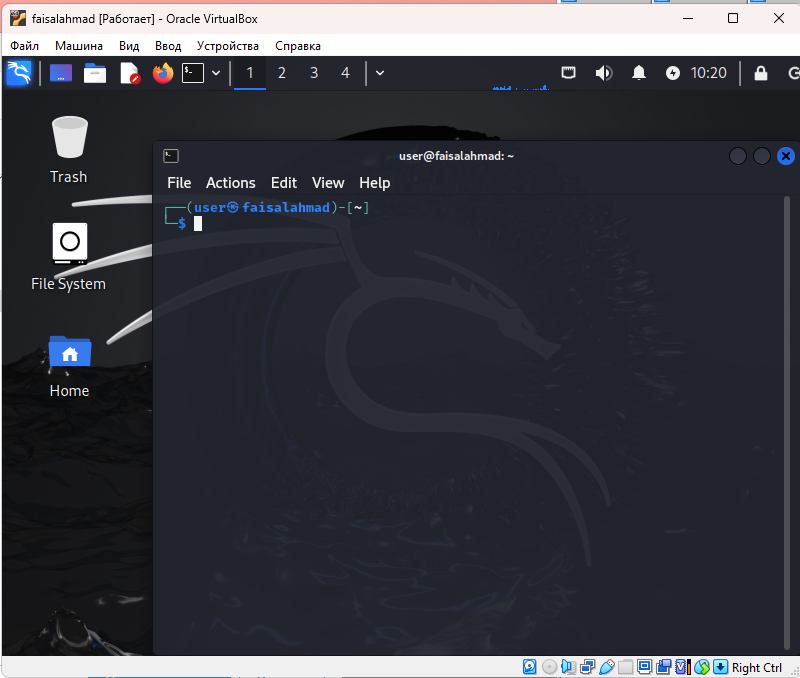 faisalahmad [Работает] - Oracle VirtualBox
Файл Машина Вид Ввод Устройства Справка
1 2 3 4 10:20
Trash
File System
Home
user@faisalahmad: ~
File Actions Edit View Help
┌──(user㉿faisalahmad)-[~]
└─$
Right Ctrl